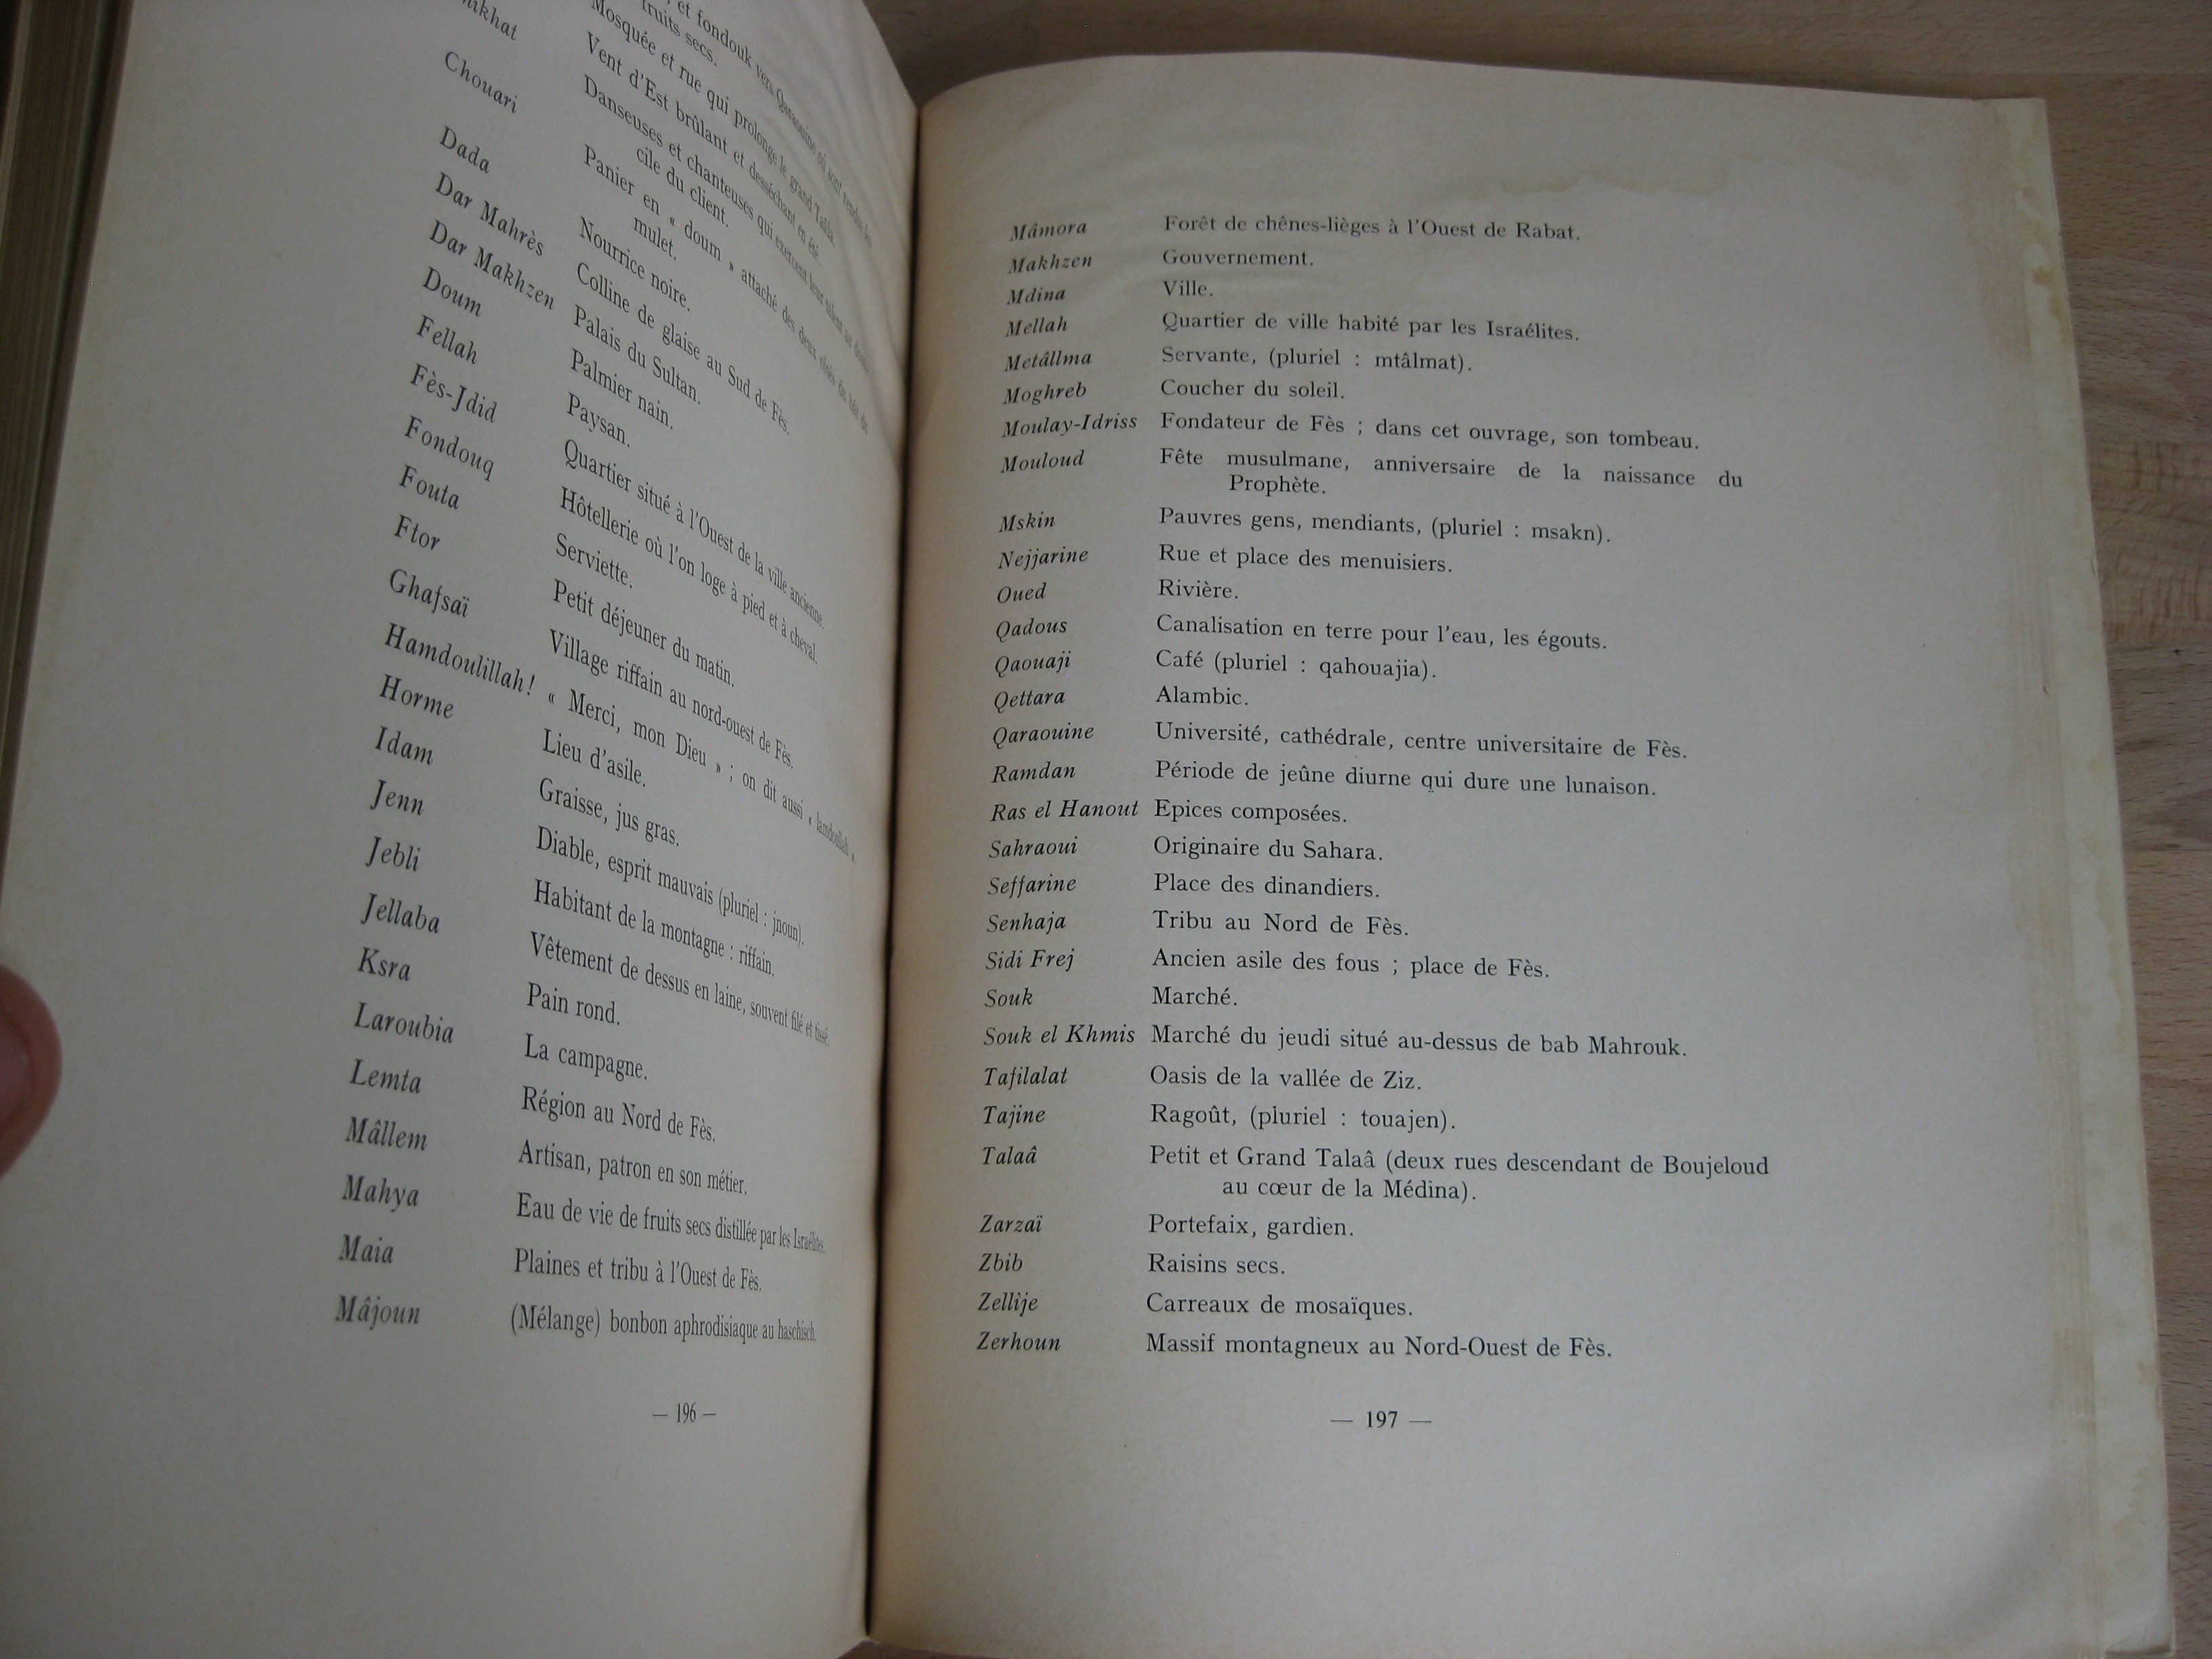 et fondouk vers Qaraouine où sont vendus les
fruits secs.
Mosquée et rue qui prolonge le grand Talâa.
Vent d'Est brûlant et desséchant en été.
Danseuses et chanteuses qui exercent leur talent au domi-
cile du client.
Chouari Panier en « doum » attaché des deux côtés du bât du
mulet.
Dada Nourrice noire.
Dar Mahrès Colline de glaise au Sud de Fès.
Dar Makhzen Palais du Sultan.
Doum Palmier nain.
Fellah Paysan.
Fès-Jdid Quartier situé à l'Ouest de la ville ancienne.
Fondouq Hôtellerie où l'on loge à pied et à cheval.
Fouta Serviette.
Ftor Petit déjeuner du matin.
Ghafsaï Village riffain au nord-ouest de Fès.
Hamdoulillah! « Merci, mon Dieu » ; on dit aussi « lamdoullah ».
Horme Lieu d'asile.
Idam Graisse, jus gras.
Jenn Diable, esprit mauvais (pluriel : jnoun).
Jebli Habitant de la montagne : riffain.
Jellaba Vêtement de dessus en laine, souvent filé et tissé.
Ksra Pain rond.
Laroubia La campagne.
Lemta Région au Nord de Fès.
Mâllem Artisan, patron en son métier.
Mahya Eau de vie de fruits secs distillée par les Israélites.
Maia Plaines et tribu à l'Ouest de Fès.
Mâjoun (Mélange) bonbon aphrodisiaque au haschisch.
— 196 —
Mâmora Forêt de chênes-lièges à l'Ouest de Rabat.
Makhzen Gouvernement.
Mdina Ville.
Mellah Quartier de ville habité par les Israélites.
Metâllma Servante, (pluriel : mtâlmat).
Moghreb Coucher du soleil.
Moulay-Idriss Fondateur de Fès ; dans cet ouvrage, son tombeau.
Mouloud Fête musulmane, anniversaire de la naissance du
Prophète.
Mskin Pauvres gens, mendiants, (pluriel : msakn).
Nejjarine Rue et place des menuisiers.
Oued Rivière.
Qadous Canalisation en terre pour l'eau, les égouts.
Qaouaji Café (pluriel : qahouajia).
Qettara Alambic.
Qaraouine Université, cathédrale, centre universitaire de Fès.
Ramdan Période de jeûne diurne qui dure une lunaison.
Ras el Hanout Epices composées.
Sahraoui Originaire du Sahara.
Seffarine Place des dinandiers.
Senhaja Tribu au Nord de Fès.
Sidi Frej Ancien asile des fous ; place de Fès.
Souk Marché.
Souk el Khmis Marché du jeudi situé au-dessus de bab Mahrouk.
Tafilalat Oasis de la vallée de Ziz.
Tajine Ragoût, (pluriel : touajen).
Talaâ Petit et Grand Talaâ (deux rues descendant de Boujeloud
au cœur de la Médina).
Zarzaï Portefaix, gardien.
Zbib Raisins secs.
Zellije Carreaux de mosaïques.
Zerhoun Massif montagneux au Nord-Ouest de Fès.
— 197 —